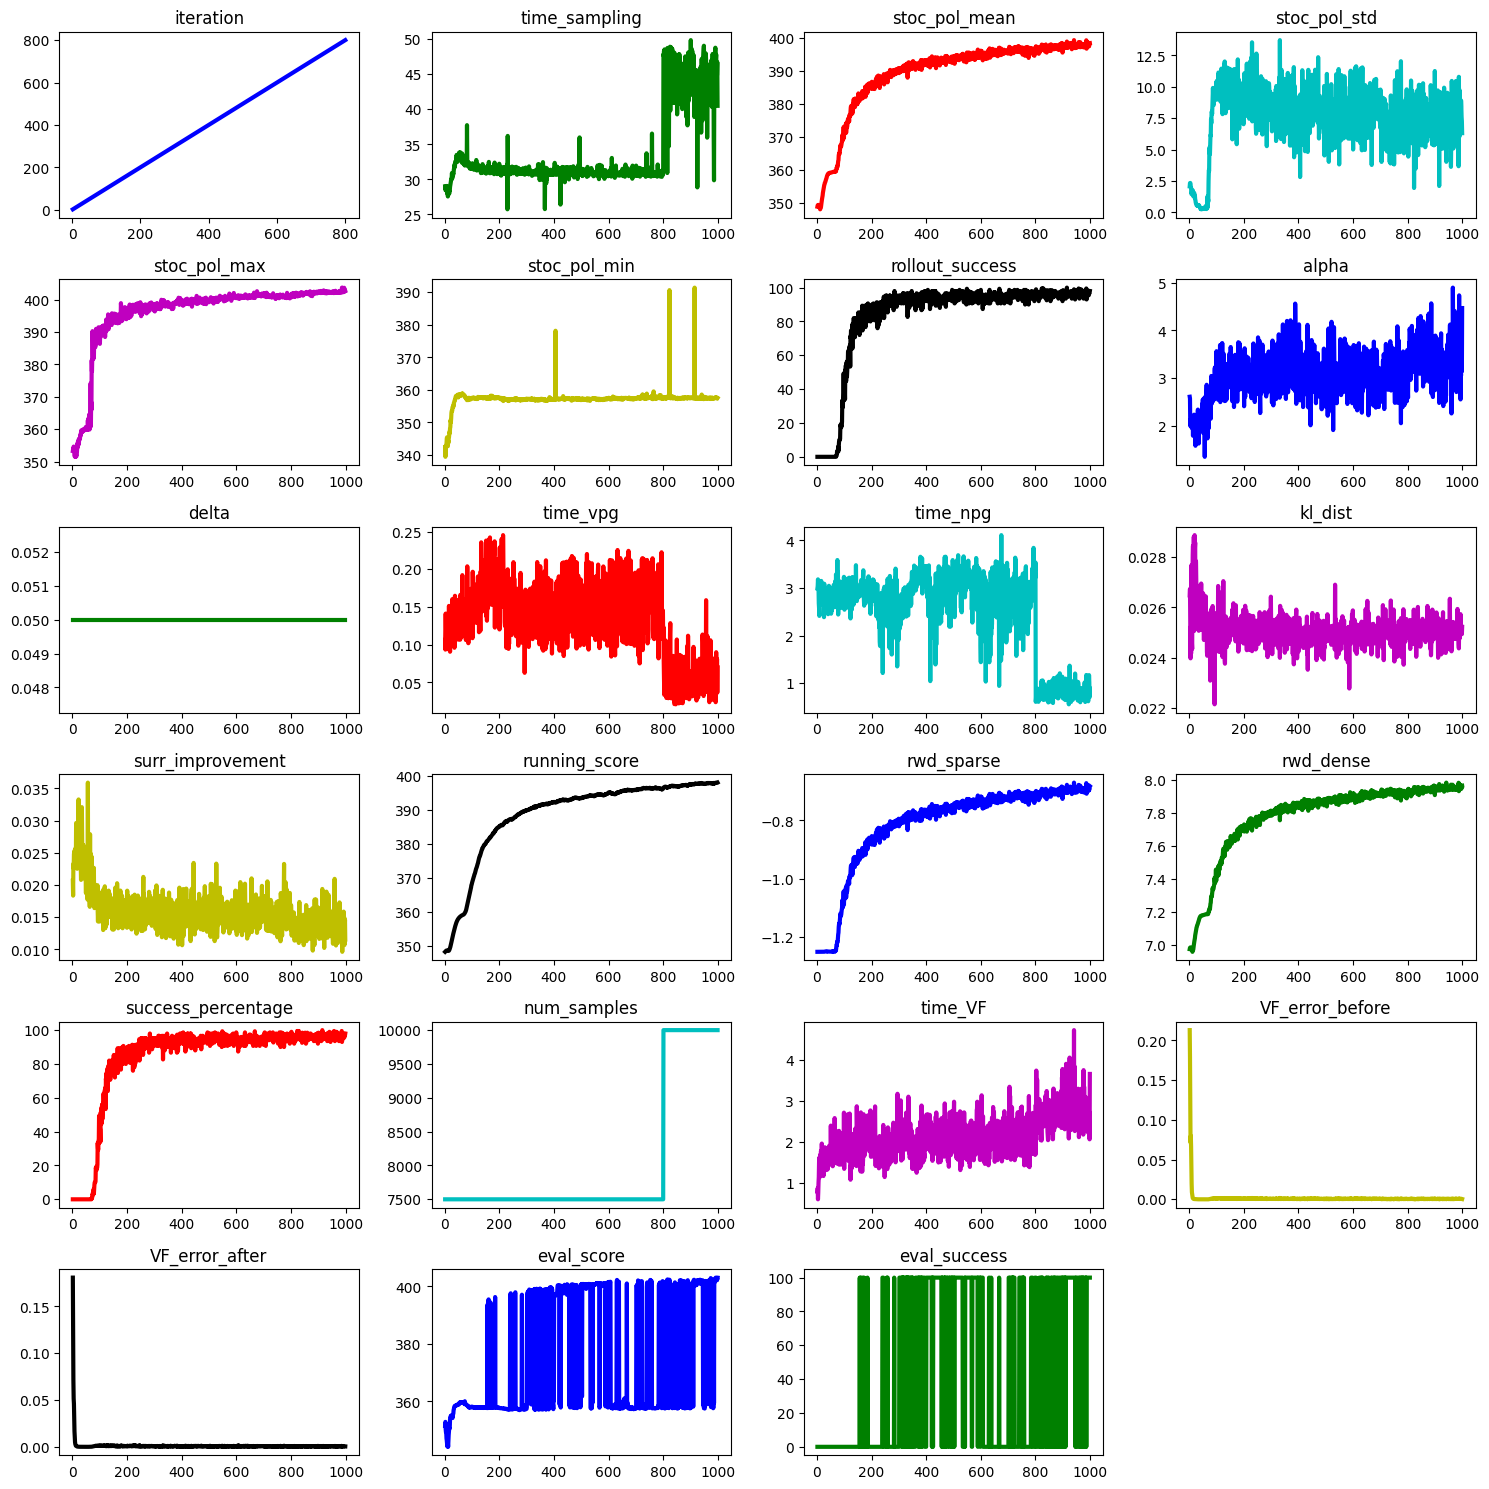 iteration
time_sampling
stoc_pol_mean
stoc_pol_std
800
600
400
200
0
0 200 400 600 800
50
45
40
35
30
25
0 200 400 600 800 1000
400
390
380
370
360
350
0 200 400 600 800 1000
12.5
10.0
7.5
5.0
2.5
0.0
0 200 400 600 800 1000
stoc_pol_max
stoc_pol_min
rollout_success
alpha
400
390
380
370
360
350
0 200 400 600 800 1000
390
380
370
360
350
340
0 200 400 600 800 1000
100
80
60
40
20
0
0 200 400 600 800 1000
5
4
3
2
0 200 400 600 800 1000
delta
time_vpg
time_npg
kl_dist
0.052
0.051
0.050
0.049
0.048
0 200 400 600 800 1000
0.25
0.20
0.15
0.10
0.05
0 200 400 600 800 1000
4
3
2
1
0 200 400 600 800 1000
0.028
0.026
0.024
0.022
0 200 400 600 800 1000
surr_improvement
running_score
rwd_sparse
rwd_dense
0.035
0.030
0.025
0.020
0.015
0.010
0 200 400 600 800 1000
400
390
380
370
360
350
0 200 400 600 800 1000
−0.8
−1.0
−1.2
0 200 400 600 800 1000
8.0
7.8
7.6
7.4
7.2
7.0
0 200 400 600 800 1000
success_percentage
num_samples
time_VF
VF_error_before
100
80
60
40
20
0
0 200 400 600 800 1000
10000
9500
9000
8500
8000
7500
0 200 400 600 800 1000
4
3
2
1
0 200 400 600 800 1000
0.20
0.15
0.10
0.05
0.00
0 200 400 600 800 1000
VF_error_after
eval_score
eval_success
0.15
0.10
0.05
0.00
0 200 400 600 800 1000
400
380
360
0 200 400 600 800 1000
100
80
60
40
20
0
0 200 400 600 800 1000